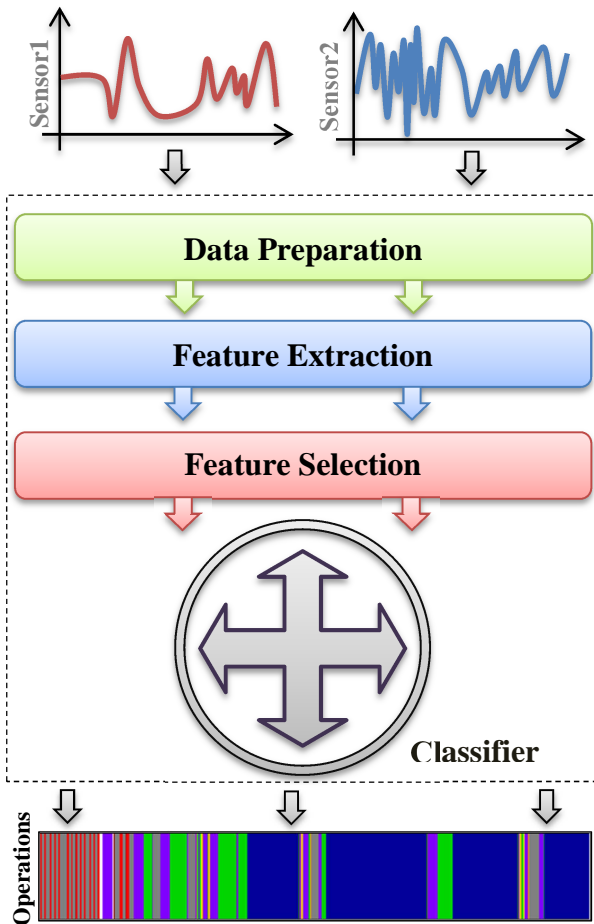 Sensor1
Sensor2
Data Preparation
Feature Extraction
Feature Selection
Classifier
Operations